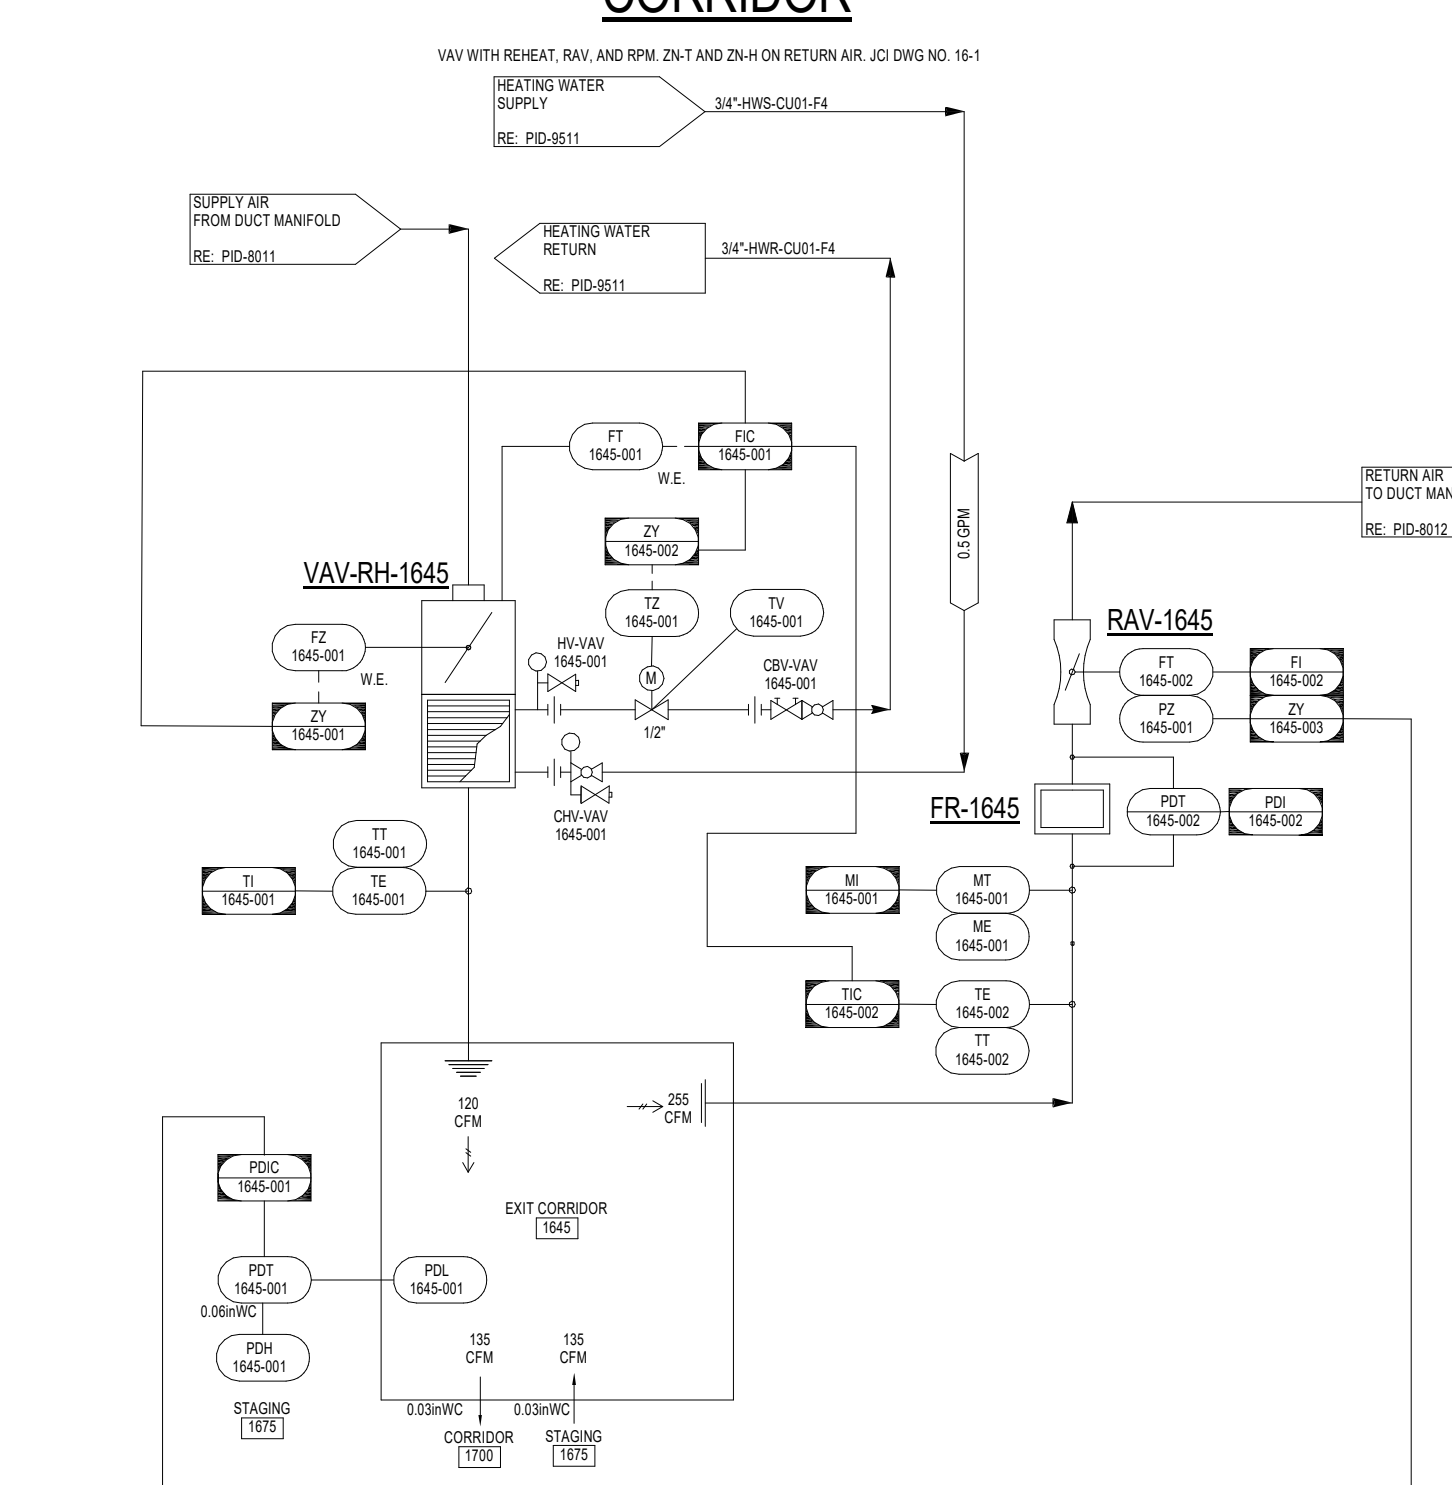 CORRIDOR
VAV WITH REHEAT, RAV, AND RPM. ZN-T AND ZN-H ON RETURN AIR. JCI DWG NO. 16-1
HEATING WATER
SUPPLY
RE: PID-9511
3/4"-HWS-CU01-F4
SUPPLY AIR
FROM DUCT MANIFOLD
RE: PID-8011
HEATING WATER
RETURN
RE: PID-9511
3/4"-HWR-CU01-F4
FT
1645-001
W.E.
FIC
1645-001
RETURN AIR
TO DUCT MAN
RE: PID-8012
0.5 GPM
ZY
1645-002
VAV-RH-1645
TZ
1645-001
TV
1645-001
FZ
1645-001
W.E.
ZY
1645-001
HV-VAV
1645-001
M
1/2"
CBV-VAV
1645-001
CHV-VAV
1645-001
RAV-1645
FT
1645-002
FI
1645-002
PZ
1645-001
ZY
1645-003
FR-1645
PDT
1645-002
PDI
1645-002
TT
1645-001
TI
1645-001
TE
1645-001
MI
1645-001
MT
1645-001
ME
1645-001
TIC
1645-002
TE
1645-002
TT
1645-002
120
CFM
255
CFM
PDIC
1645-001
EXIT CORRIDOR
1645
PDT
1645-001
PDL
1645-001
0.06inWC
PDH
1645-001
STAGING
1675
135
CFM
135
CFM
0.03inWC
0.03inWC
CORRIDOR
1700
STAGING
1675